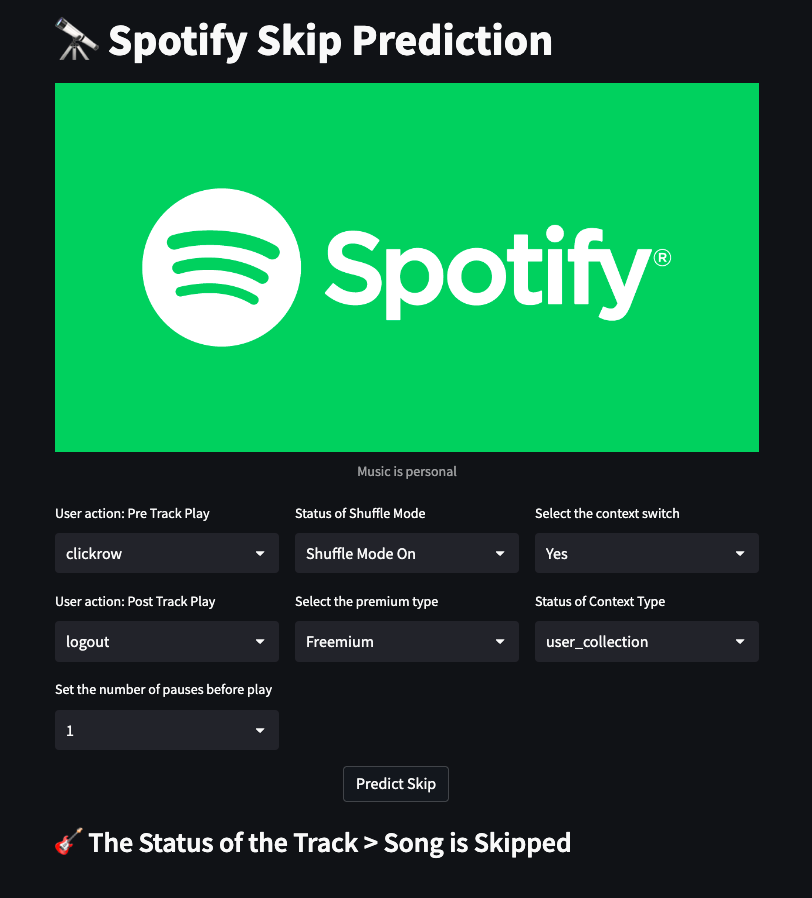 Spotify Skip Prediction
Spotify®
Music is personal
User action: Pre Track Play
Status of Shuffle Mode
Select the context switch
clickrow
Shuffle Mode On
Yes
User action: Post Track Play
Select the premium type
Status of Context Type
logout
Freemium
user_collection
Set the number of pauses before play
1
Predict Skip
The Status of the Track > Song is Skipped